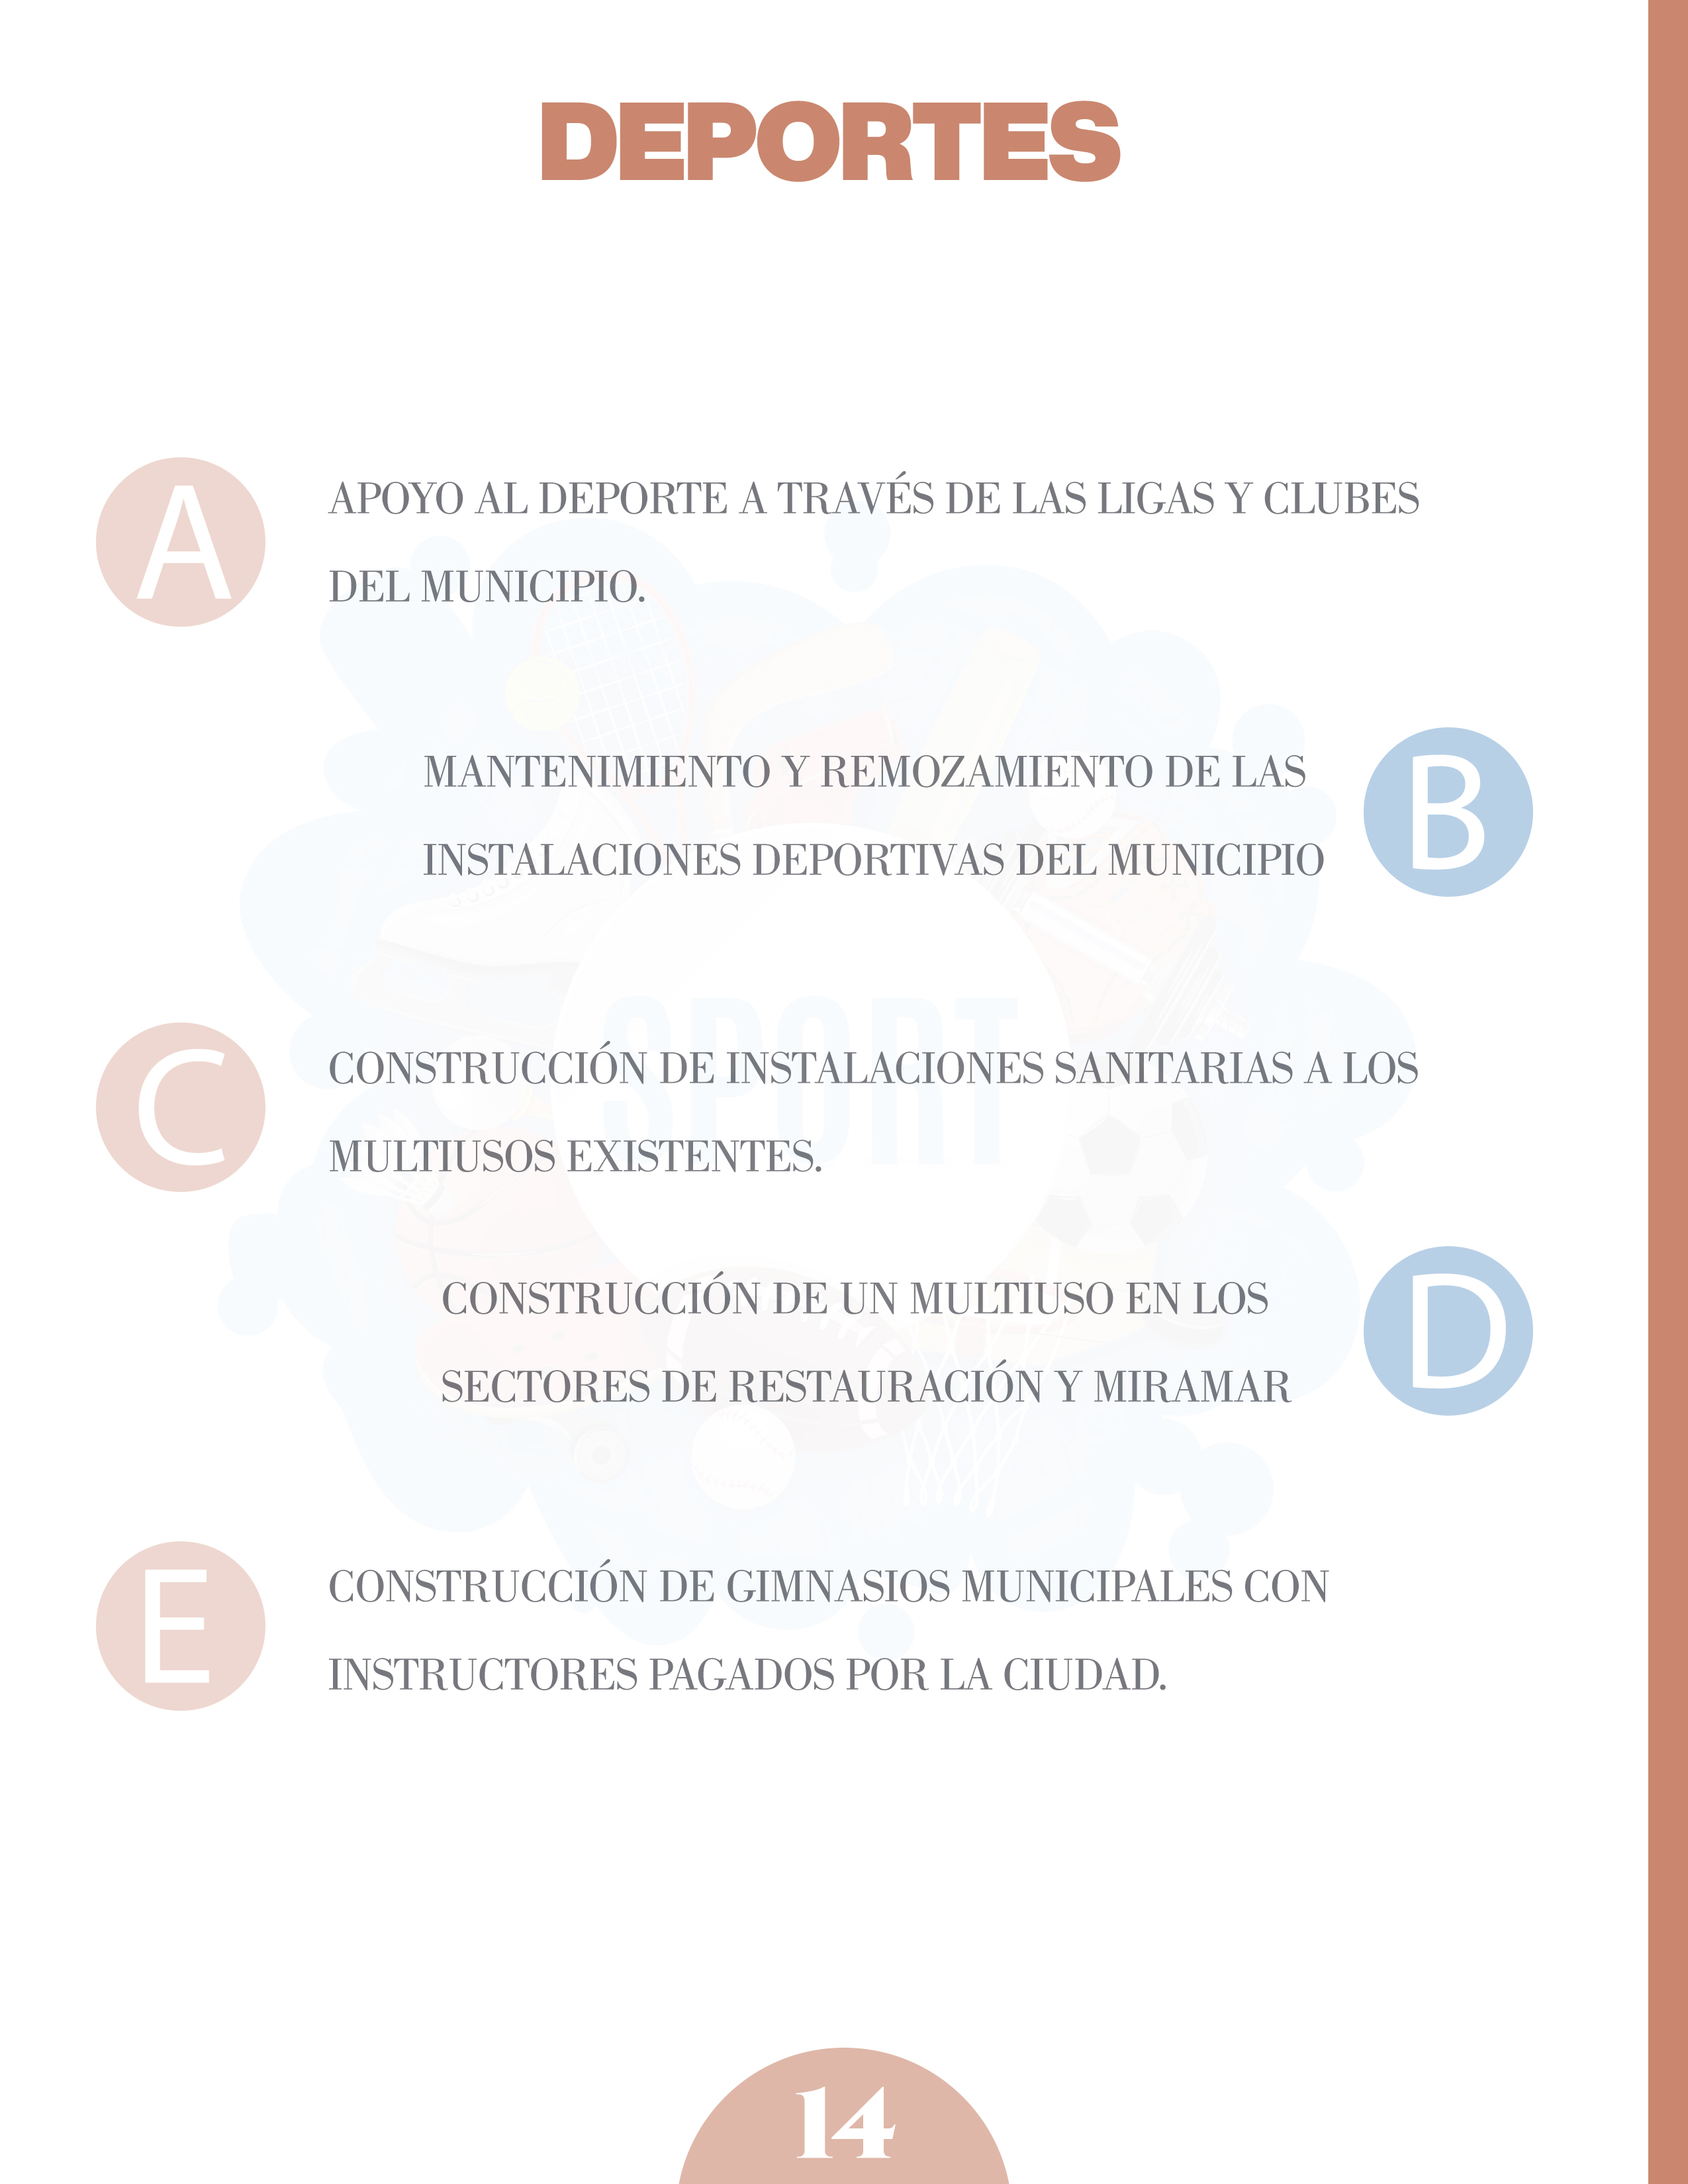 DEPORTES
A
APOYO AL DEPORTE A TRAVÉS DE LAS LIGAS Y CLUBES
DEL MUNICIPIO.
MANTENIMIENTO Y REMOZAMIENTO DE LAS
INSTALACIONES DEPORTIVAS DEL MUNICIPIO
B
SPORT
C
CONSTRUCCIÓN DE INSTALACIONES SANITARIAS A LOS
MULTIUSOS EXISTENTES.
CONSTRUCCIÓN DE UN MULTIUSO EN LOS
SECTORES DE RESTAURACIÓN Y MIRAMAR
D
E
CONSTRUCCIÓN DE GIMNASIOS MUNICIPALES CON
INSTRUCTORES PAGADOS POR LA CIUDAD.
14